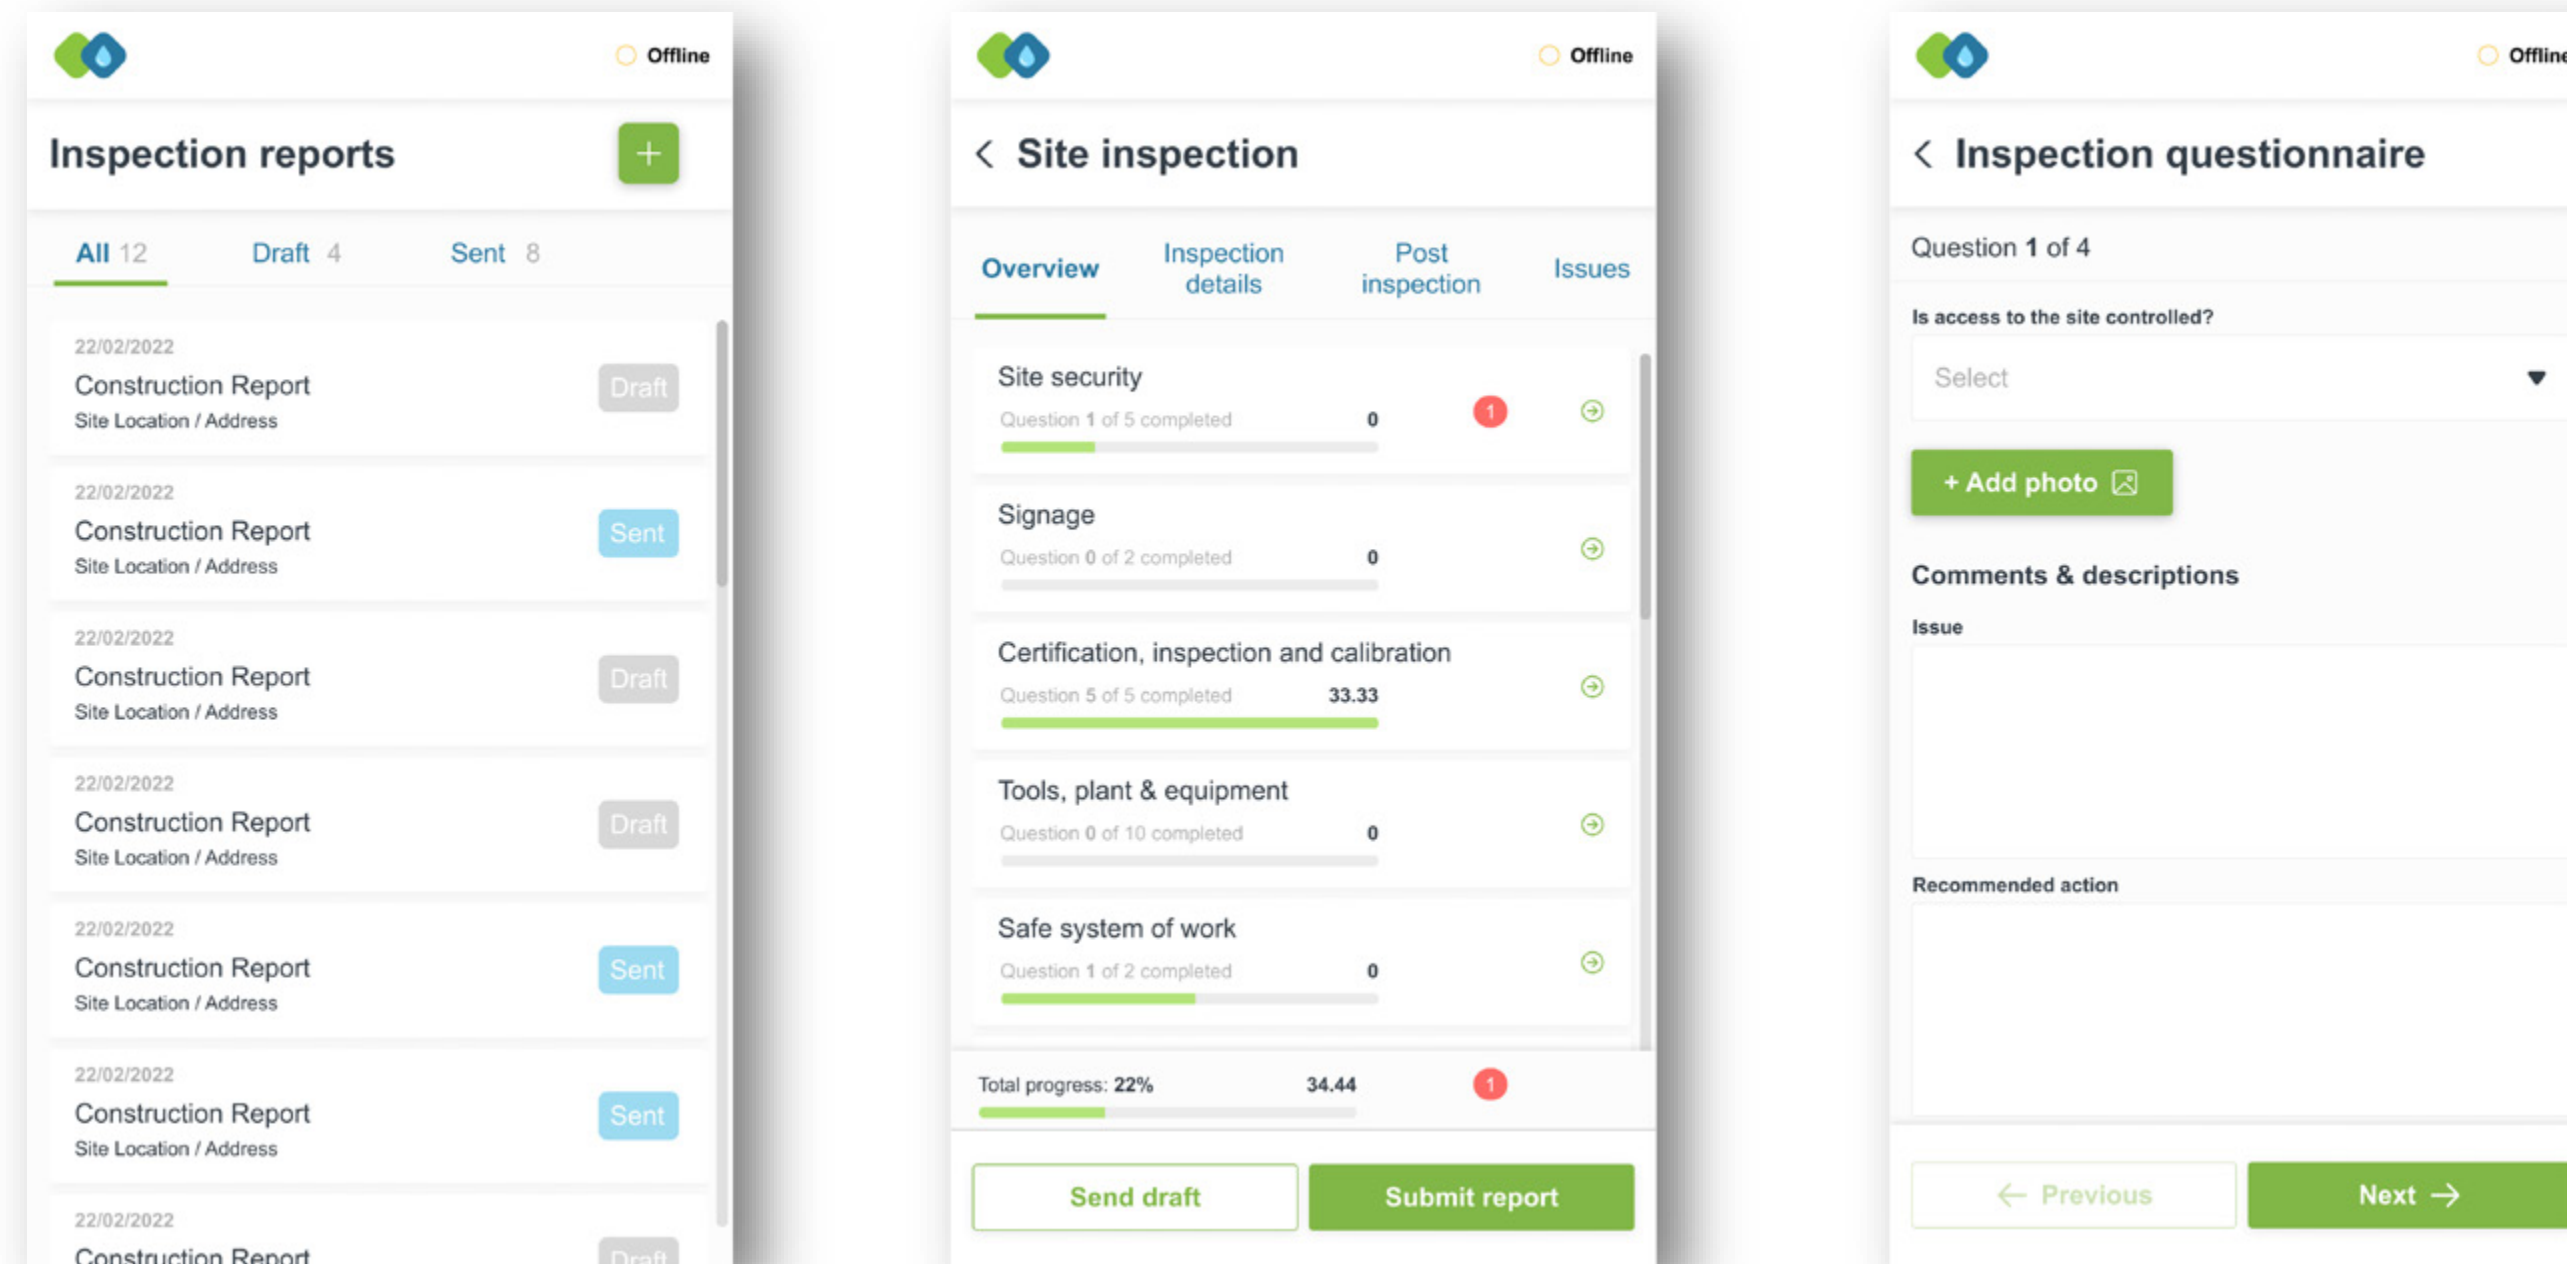 Offline
Inspection reports
+
All 12 Draft 4 Sent 8
22/02/2022
Construction Report
Draft
Site Location / Address
22/02/2022
Construction Report
Sent
Site Location / Address
22/02/2022
Construction Report
Draft
Site Location / Address
22/02/2022
Construction Report
Draft
Site Location / Address
22/02/2022
Construction Report
Sent
Site Location / Address
22/02/2022
Construction Report
Sent
Site Location / Address
22/02/2022
Construction Report
Draft
Offline
< Site inspection
Overview
Inspection
details
Post
inspection
Issues
Site security
Question 1 of 5 completed 0
1
Signage
Question 0 of 2 completed 0
Certification, inspection and calibration
Question 5 of 5 completed 33.33
Tools, plant & equipment
Question 0 of 10 completed 0
Safe system of work
Question 1 of 2 completed 0
Total progress: 22% 34.44 1
Send draft
Submit report
Offline
< Inspection questionnaire
Question 1 of 4
Is access to the site controlled?
Select
+ Add photo
Comments & descriptions
Issue
Recommended action
← Previous
Next →